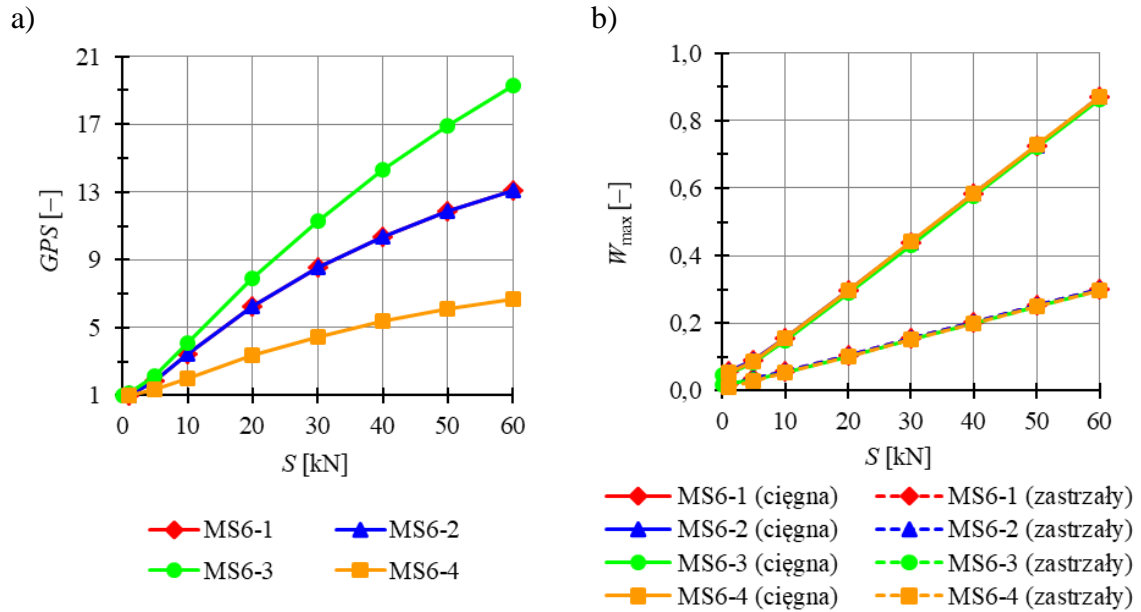 a)
21
17
13
9
5
1
GPS [–]
0 10 20 30 40 50 60
S [kN]
MS6-1 MS6-2
MS6-3 MS6-4
b)
1,0
0,8
0,6
0,4
0,2
0,0
W max [–]
0 10 20 30 40 50 60
S [kN]
MS6-1 (cięgna) MS6-1 (zastrzały)
MS6-2 (cięgna) MS6-2 (zastrzały)
MS6-3 (cięgna) MS6-3 (zastrzały)
MS6-4 (cięgna) MS6-4 (zastrzały)